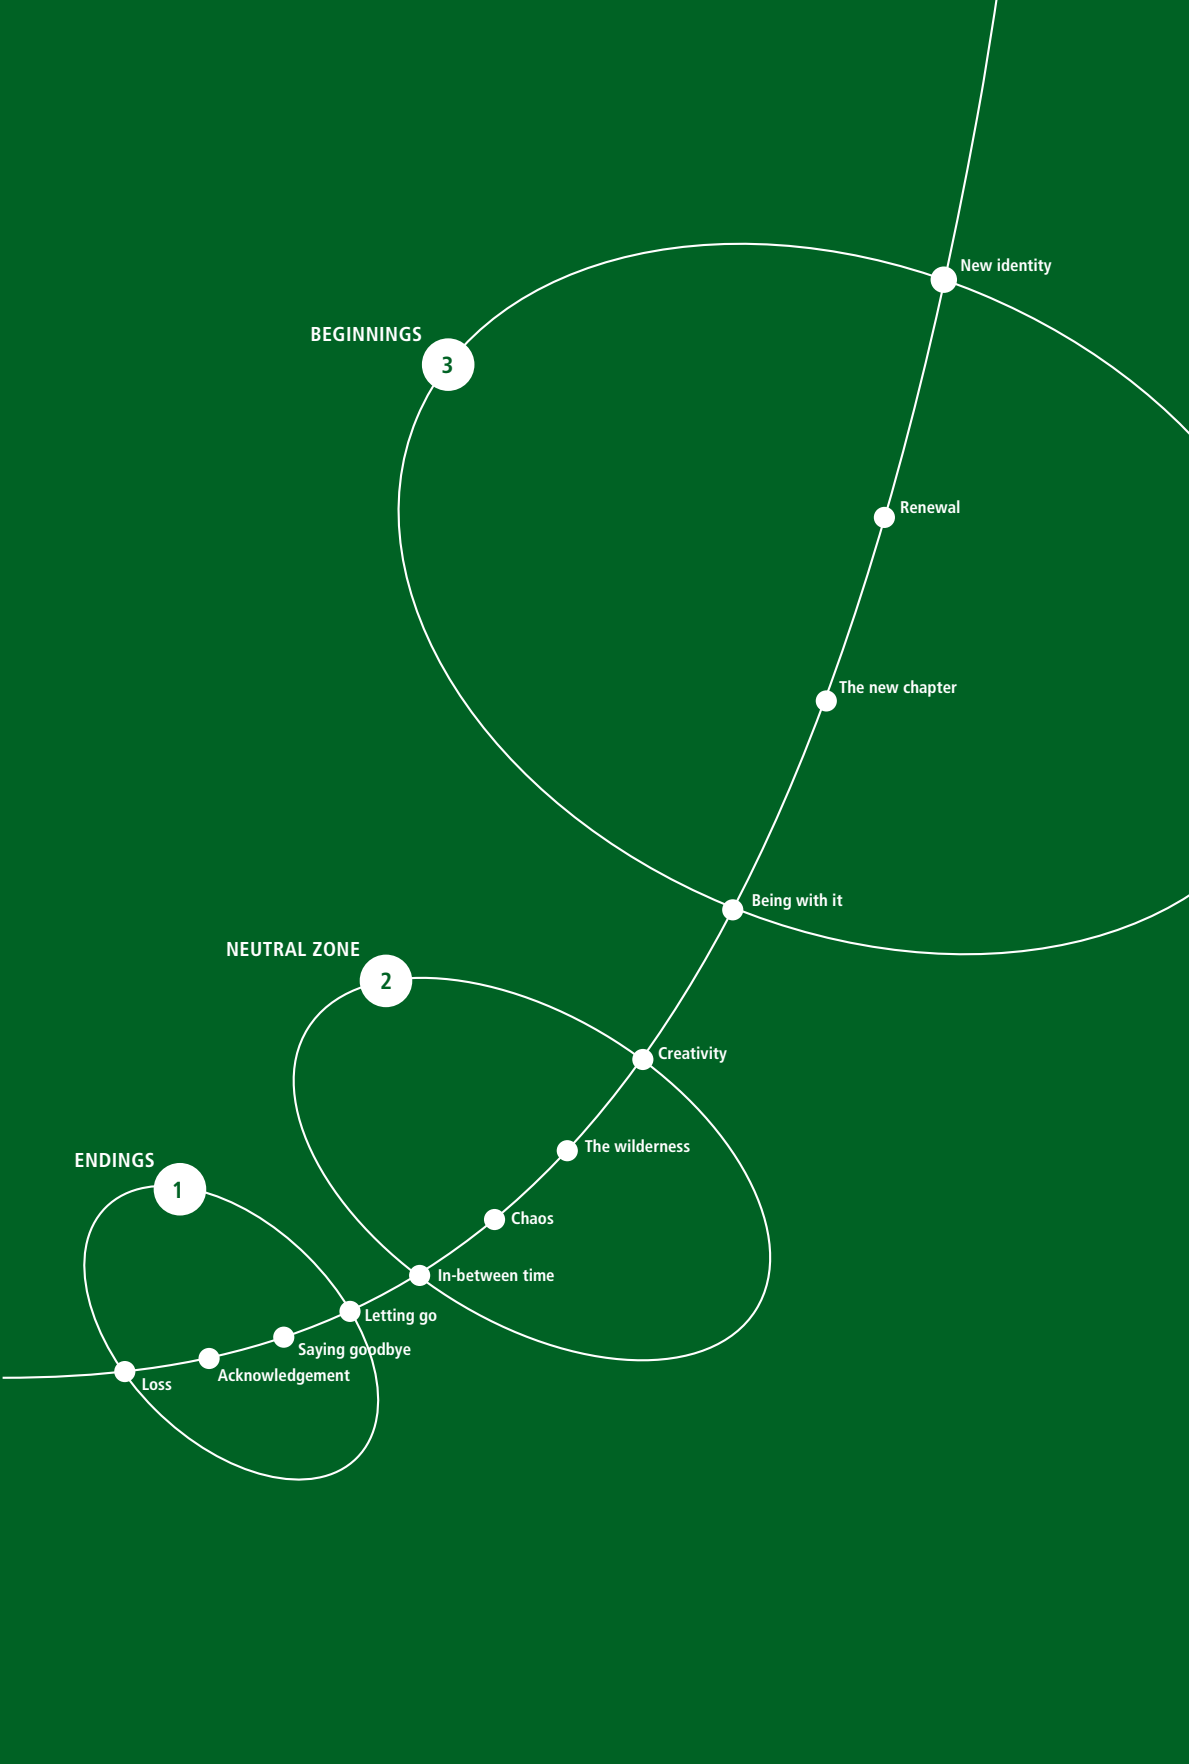 New identity
BEGINNINGS
3
Renewal
The new chapter
Being with it
NEUTRAL ZONE
2
Creativity
The wilderness
ENDINGS
1
Chaos
In-between time
Letting go
Saying goodbye
Acknowledgement
Loss